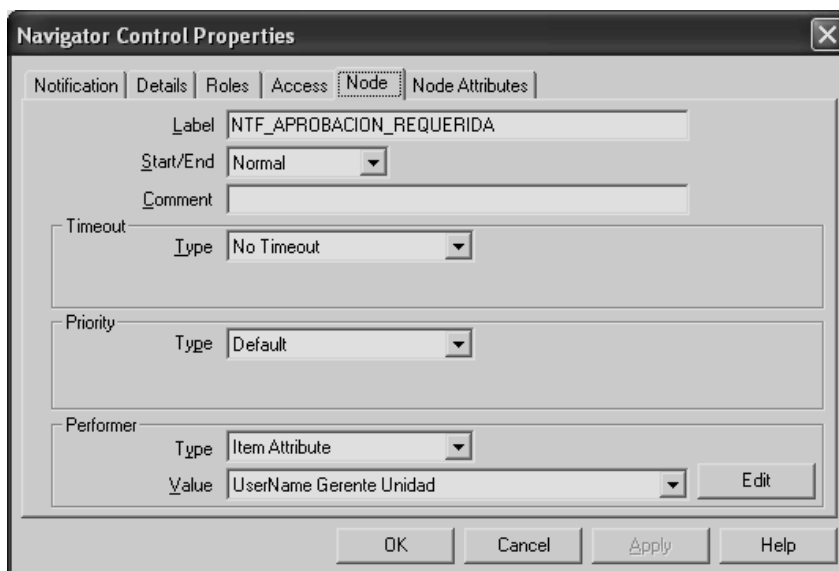 Navigator Control Properties
Notification Details Roles Access Node Node Attributes
Label NTF_APROBACION_REQUERIDA
Start/End Normal
Comment
Timeout
Type No Timeout
Priority
Type Default
Performer
Type Item Attribute
Value UserName Gerente Unidad Edit
OK Cancel Apply Help